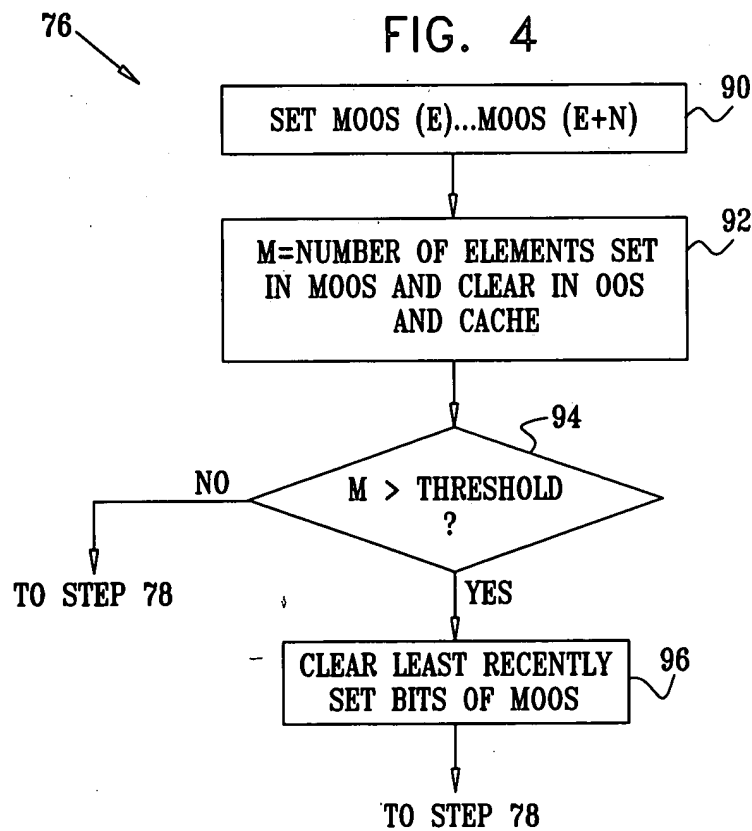 76
FIG. 4
SET MOOS (E)...MOOS (E+N)
90
92
M=NUMBER OF ELEMENTS SET
IN MOOS AND CLEAR IN OOS
AND CACHE
94
M > THRESHOLD
?
NO
TO STEP 78
YES
CLEAR LEAST RECENTLY
SET BITS OF MOOS
96
TO STEP 78